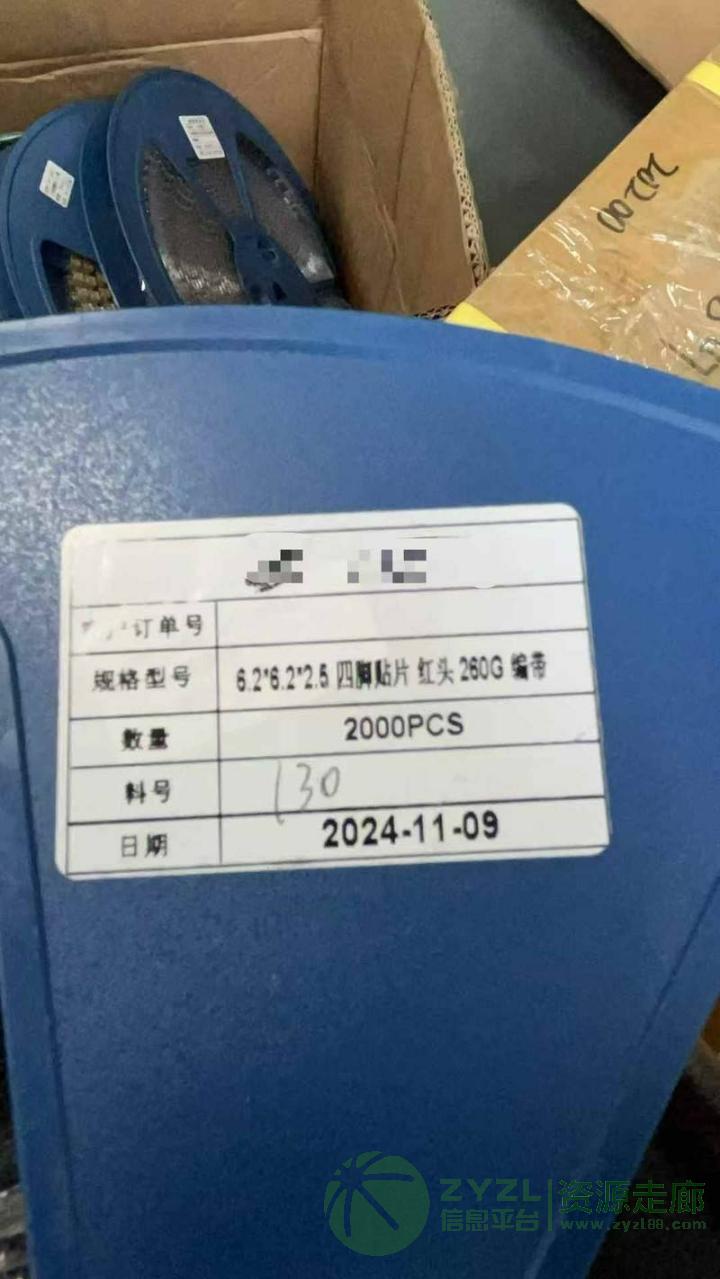 20200
订单号
规格型号 6.2*6.2*2.5 四脚贴片 红头 260G 编带
数量 2000PCS
料号 130
日期 2024-11-09
ZYZL 资源走廊
信息平台 www.zyzl88.com